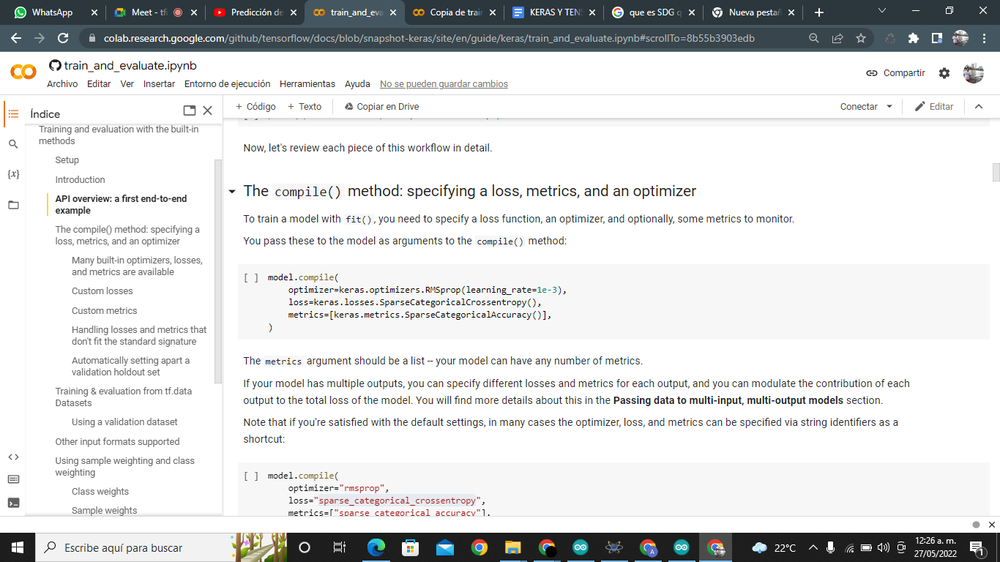 WhatsApp
Meet - tfi
Predicción de
train_and_eva
Copia de train
KERAS Y TENS
que es SDG q
Nueva pestañ
colab.research.google.com/github/tensorflow/docs/blob/snapshot-keras/site/en/guide/keras/train_and_evaluate.ipynb#scrollTo=8b55b3903edb
train_and_evaluate.ipynb
Archivo Editar Ver Insertar Entorno de ejecución Herramientas Ayuda No se pueden guardar cambios
Compartir
Índice
+ Código + Texto Copiar en Drive
Conectar Editar
Training and evaluation with the built-in
methods
Setup
Introduction
API overview: a first end-to-end
example
The compile() method: specifying a
loss, metrics, and an optimizer
Many built-in optimizers, losses,
and metrics are available
Custom losses
Custom metrics
Handling losses and metrics that
don't fit the standard signature
Automatically setting apart a
validation holdout set
Training & evaluation from tf.data
Datasets
Using a validation dataset
Other input formats supported
Using sample weighting and class
weighting
Class weights
Sample weights
Now, let's review each piece of this workflow in detail.
The compile() method: specifying a loss, metrics, and an optimizer
To train a model with fit(), you need to specify a loss function, an optimizer, and optionally, some metrics to monitor.
You pass these to the model as arguments to the compile() method:
[ ] model.compile(
optimizer=keras.optimizers.RMSprop(learning_rate=1e-3),
loss=keras.losses.SparseCategoricalCrossentropy(),
metrics=[keras.metrics.SparseCategoricalAccuracy()],
)
The metrics argument should be a list -- your model can have any number of metrics.
If your model has multiple outputs, you can specify different losses and metrics for each output, and you can modulate the contribution of each
output to the total loss of the model. You will find more details about this in the Passing data to multi-input, multi-output models section.
Note that if you're satisfied with the default settings, in many cases the optimizer, loss, and metrics can be specified via string identifiers as a
shortcut:
[ ] model.compile(
optimizer="rmsprop",
loss="sparse_categorical_crossentropy",
metrics=["sparse_categorical_accuracy"],
Escribe aquí para buscar
22°C
12:26 a. m.
27/05/2022
1